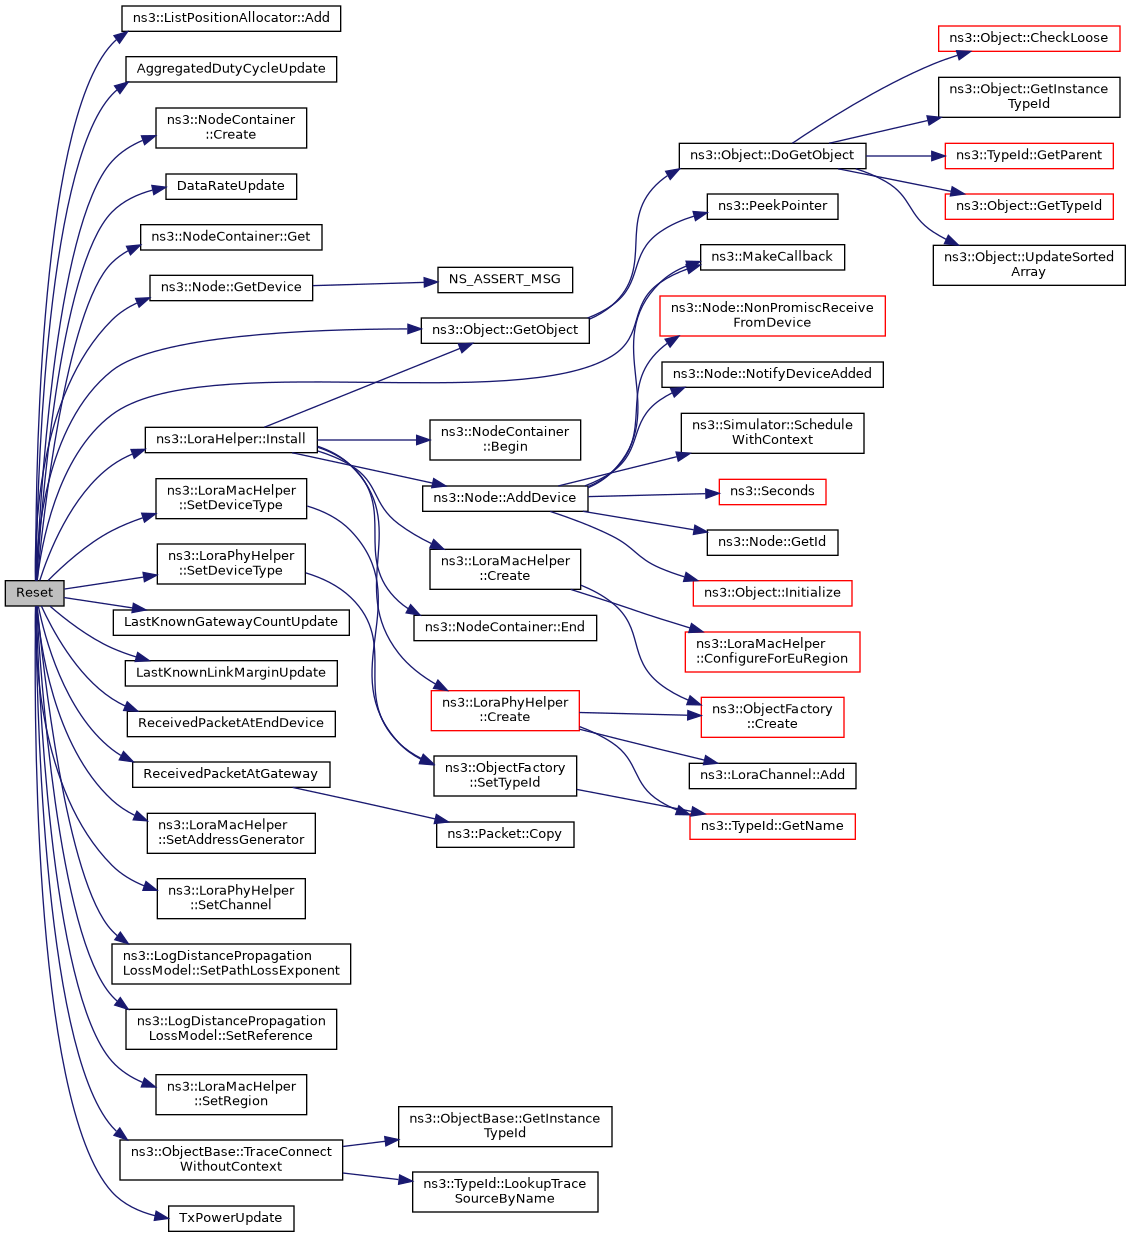 Reset
ns3::ListPositionAllocator::Add
AggregatedDutyCycleUpdate
ns3::NodeContainer
::Create
DataRateUpdate
ns3::NodeContainer::Get
ns3::Node::GetDevice
NS_ASSERT_MSG
ns3::Object::GetObject
ns3::LoraHelper::Install
ns3::LoraMacHelper
::SetDeviceType
ns3::LoraPhyHelper
::SetDeviceType
LastKnownGatewayCountUpdate
LastKnownLinkMarginUpdate
ReceivedPacketAtEndDevice
ReceivedPacketAtGateway
ns3::LoraMacHelper
::SetAddressGenerator
ns3::LoraPhyHelper
::SetChannel
ns3::LogDistancePropagation
LossModel::SetPathLossExponent
ns3::LogDistancePropagation
LossModel::SetReference
ns3::LoraMacHelper
::SetRegion
ns3::ObjectBase::TraceConnect
WithoutContext
TxPowerUpdate
ns3::NodeContainer
::Begin
ns3::Node::AddDevice
ns3::LoraMacHelper
::Create
ns3::NodeContainer::End
ns3::LoraPhyHelper
::Create
ns3::ObjectFactory
::SetTypeId
ns3::Packet::Copy
ns3::ObjectBase::GetInstance
TypeId
ns3::TypeId::LookupTrace
SourceByName
ns3::Object::DoGetObject
ns3::PeekPointer
ns3::MakeCallback
ns3::Node::NonPromiscReceive
FromDevice
ns3::Node::NotifyDeviceAdded
ns3::Simulator::Schedule
WithContext
ns3::Seconds
ns3::Node::GetId
ns3::Object::Initialize
ns3::LoraMacHelper
::ConfigureForEuRegion
ns3::ObjectFactory
::Create
ns3::LoraChannel::Add
ns3::TypeId::GetName
ns3::Object::CheckLoose
ns3::Object::GetInstance
TypeId
ns3::TypeId::GetParent
ns3::Object::GetTypeId
ns3::Object::UpdateSorted
Array